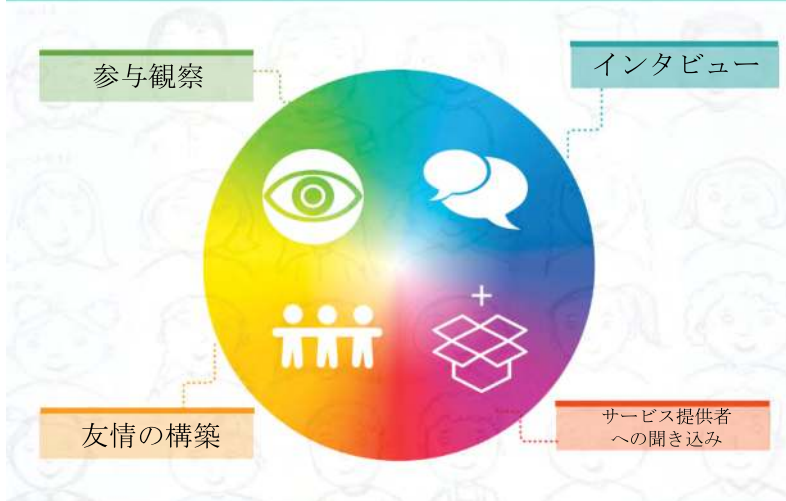 参与観察
インタビュー
友情の構築
サービス提供者
への聞き込み